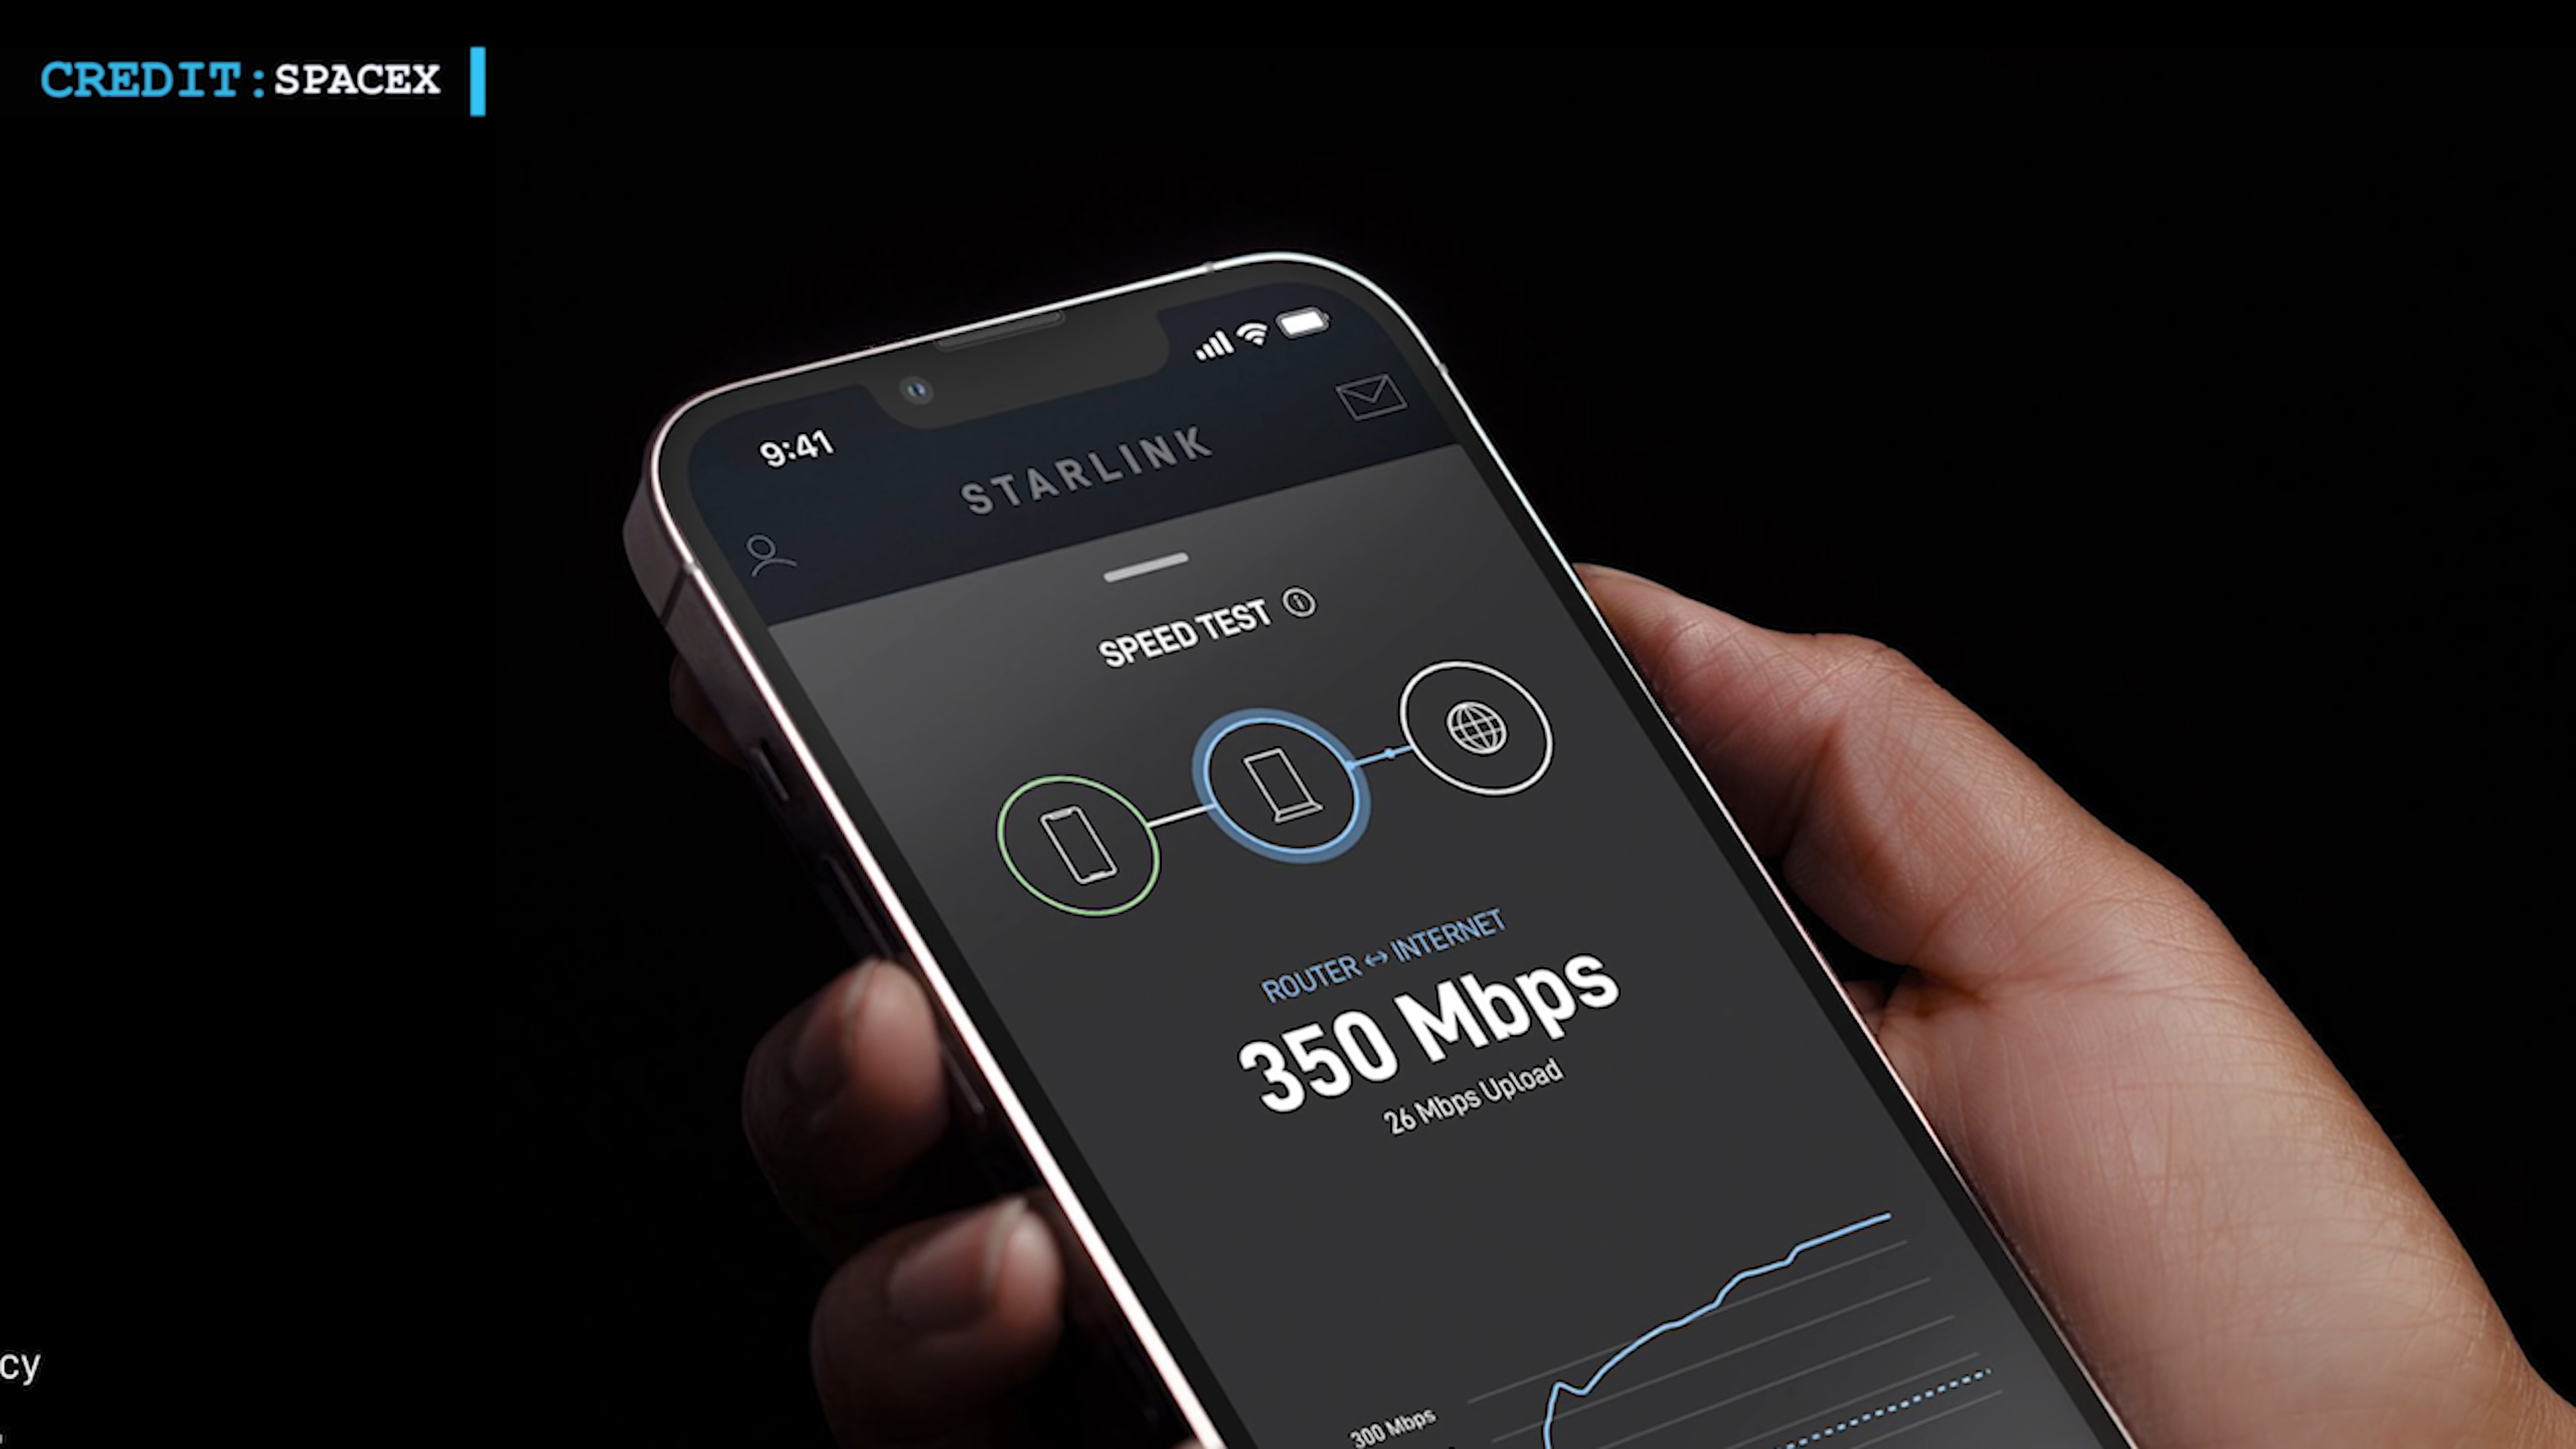 CREDIT:SPACEX
9:41
STARLINK
SPEED TEST
ROUTER ↔ INTERNET
350 Mbps
26 Mbps Upload
300 Mbps
cy